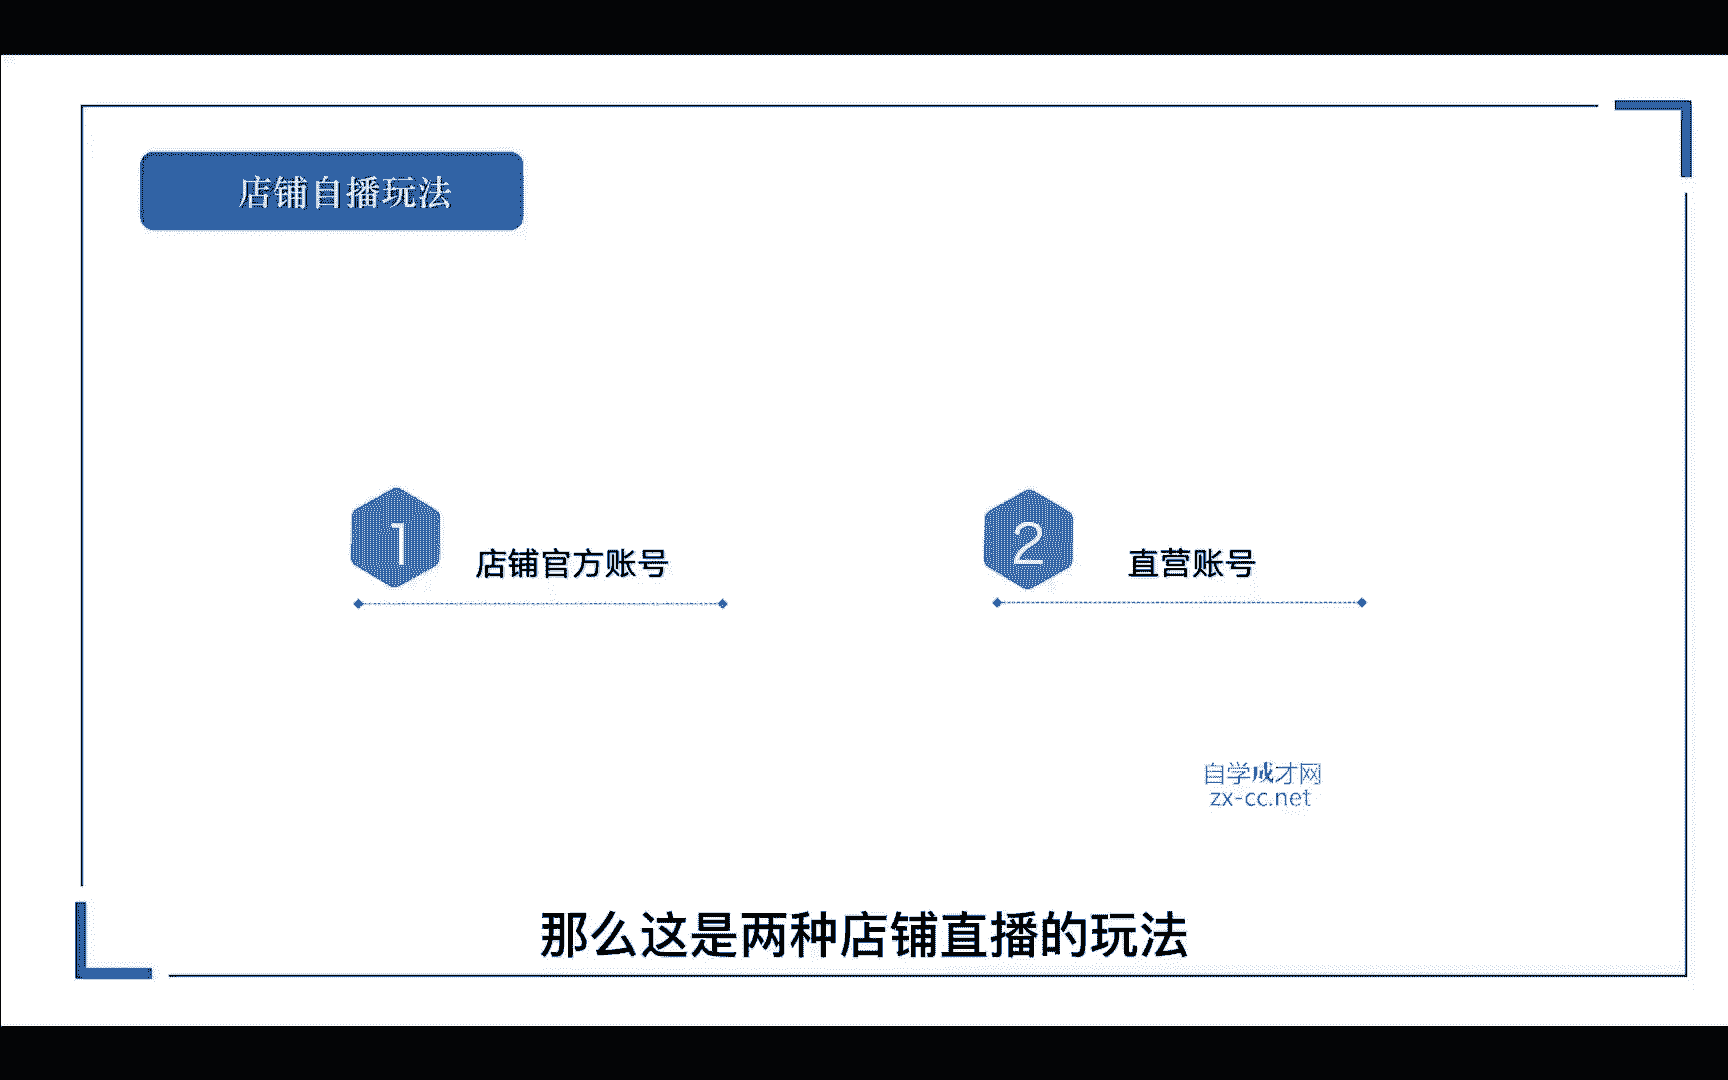 店铺自播玩法
1
店铺官方账号
2
直营账号
自学成才网
zx-cc.net
那么这是两种店铺直播的玩法